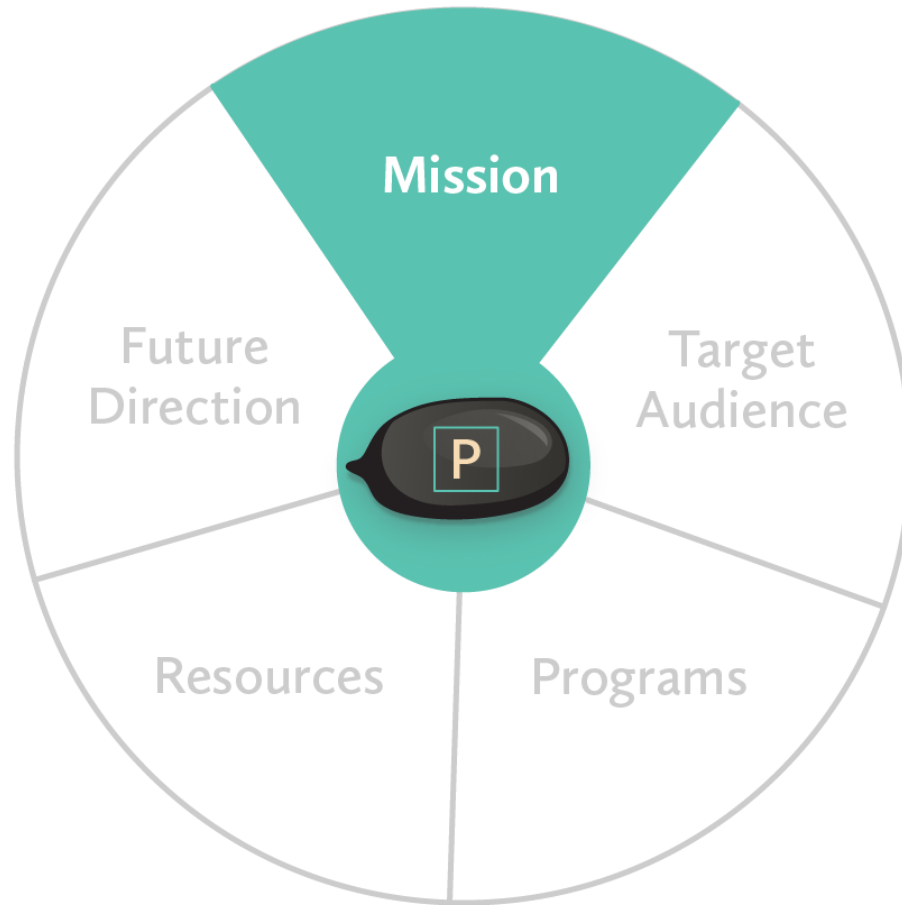 Mission
Target
Audience
Programs
Resources
Future
Direction
P